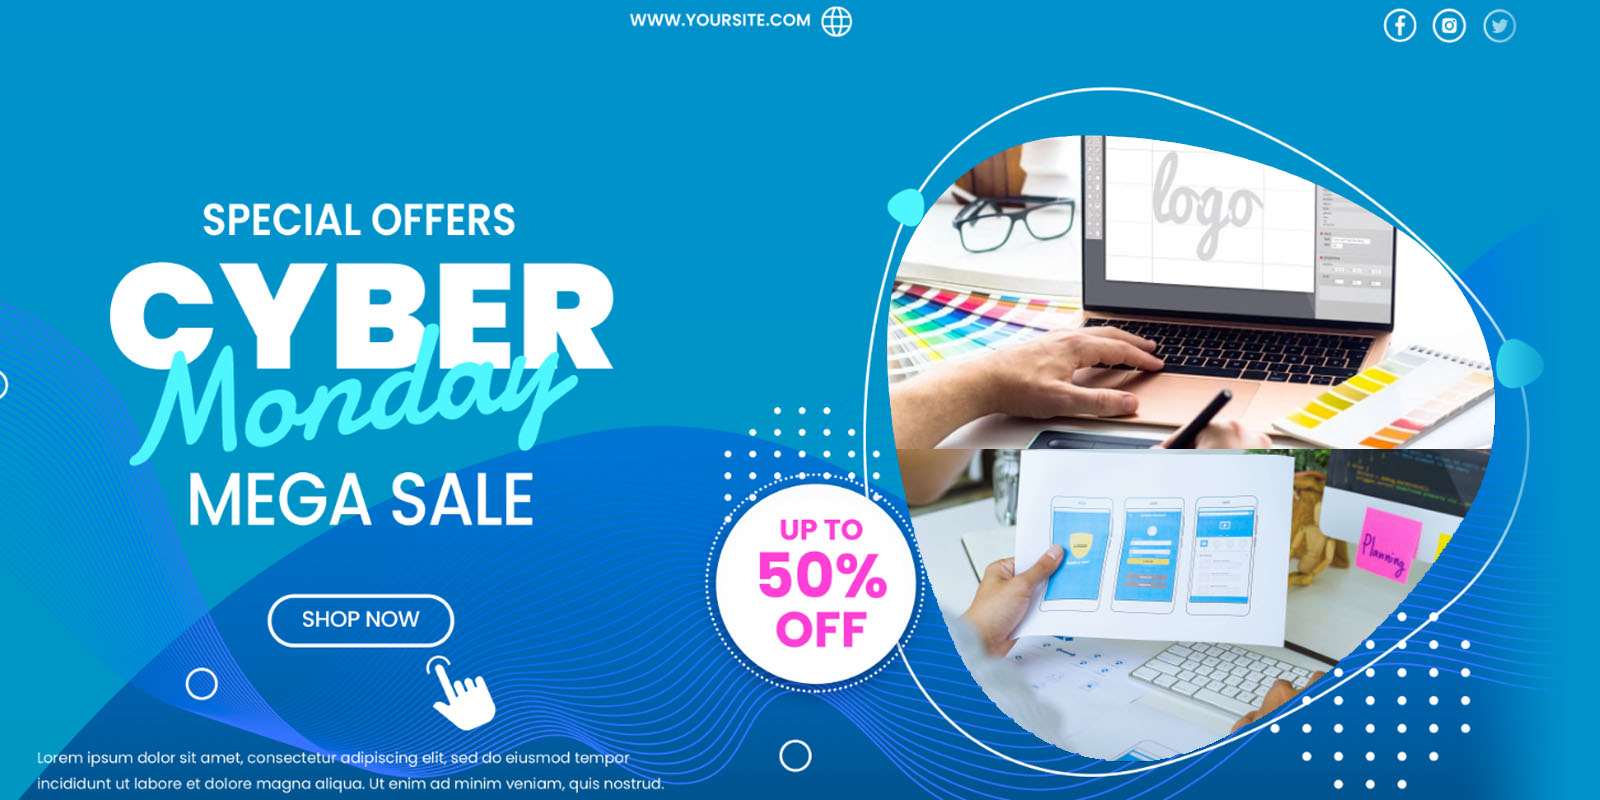 WWW.YOURSITE.COM
SPECIAL OFFERS
CYBER
Monday
MEGA SALE
SHOP NOW
UP TO
50%
OFF
logo
Planning
Lorem ipsum dolor sit amet, consectetur adipiscing elit, sed do eiusmod tempor
incididunt ut labore et dolore magna aliqua. Ut enim ad minim veniam, quis nostrud.